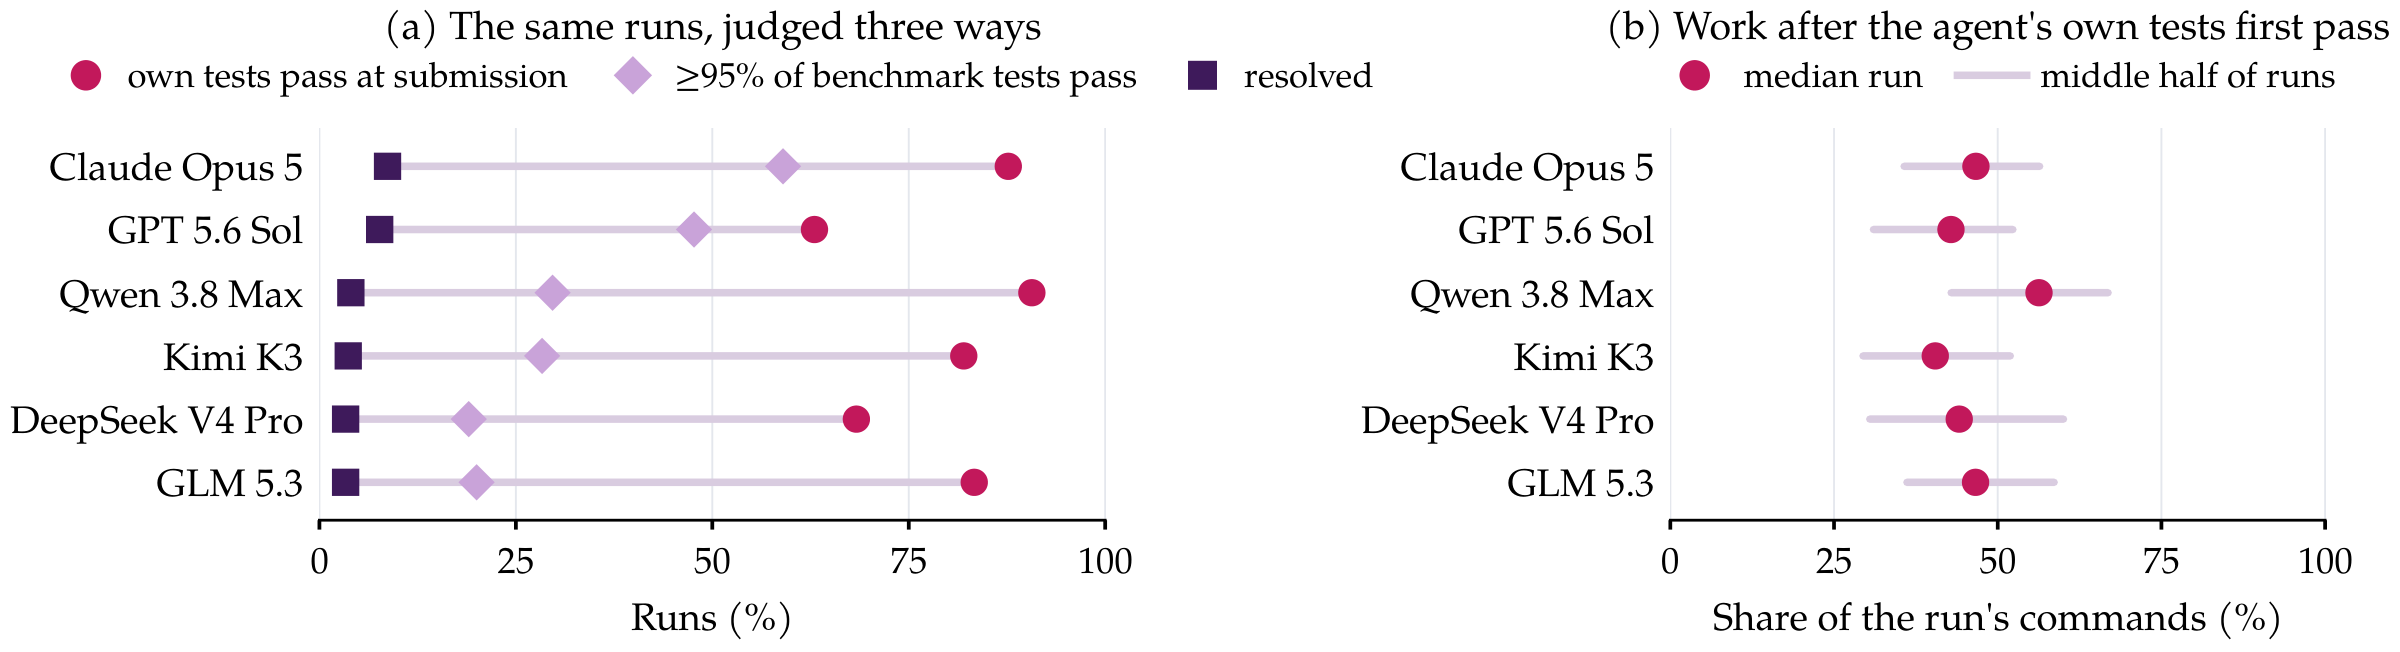 (a) The same runs, judged three ways
own tests pass at submission
≥95% of benchmark tests pass
resolved
Claude Opus 5
GPT 5.6 Sol
Qwen 3.8 Max
Kimi K3
DeepSeek V4 Pro
GLM 5.3
0 25 50 75 100
Runs (%)
(b) Work after the agent's own tests first pass
median run
middle half of runs
Claude Opus 5
GPT 5.6 Sol
Qwen 3.8 Max
Kimi K3
DeepSeek V4 Pro
GLM 5.3
0 25 50 75 100
Share of the run's commands (%)